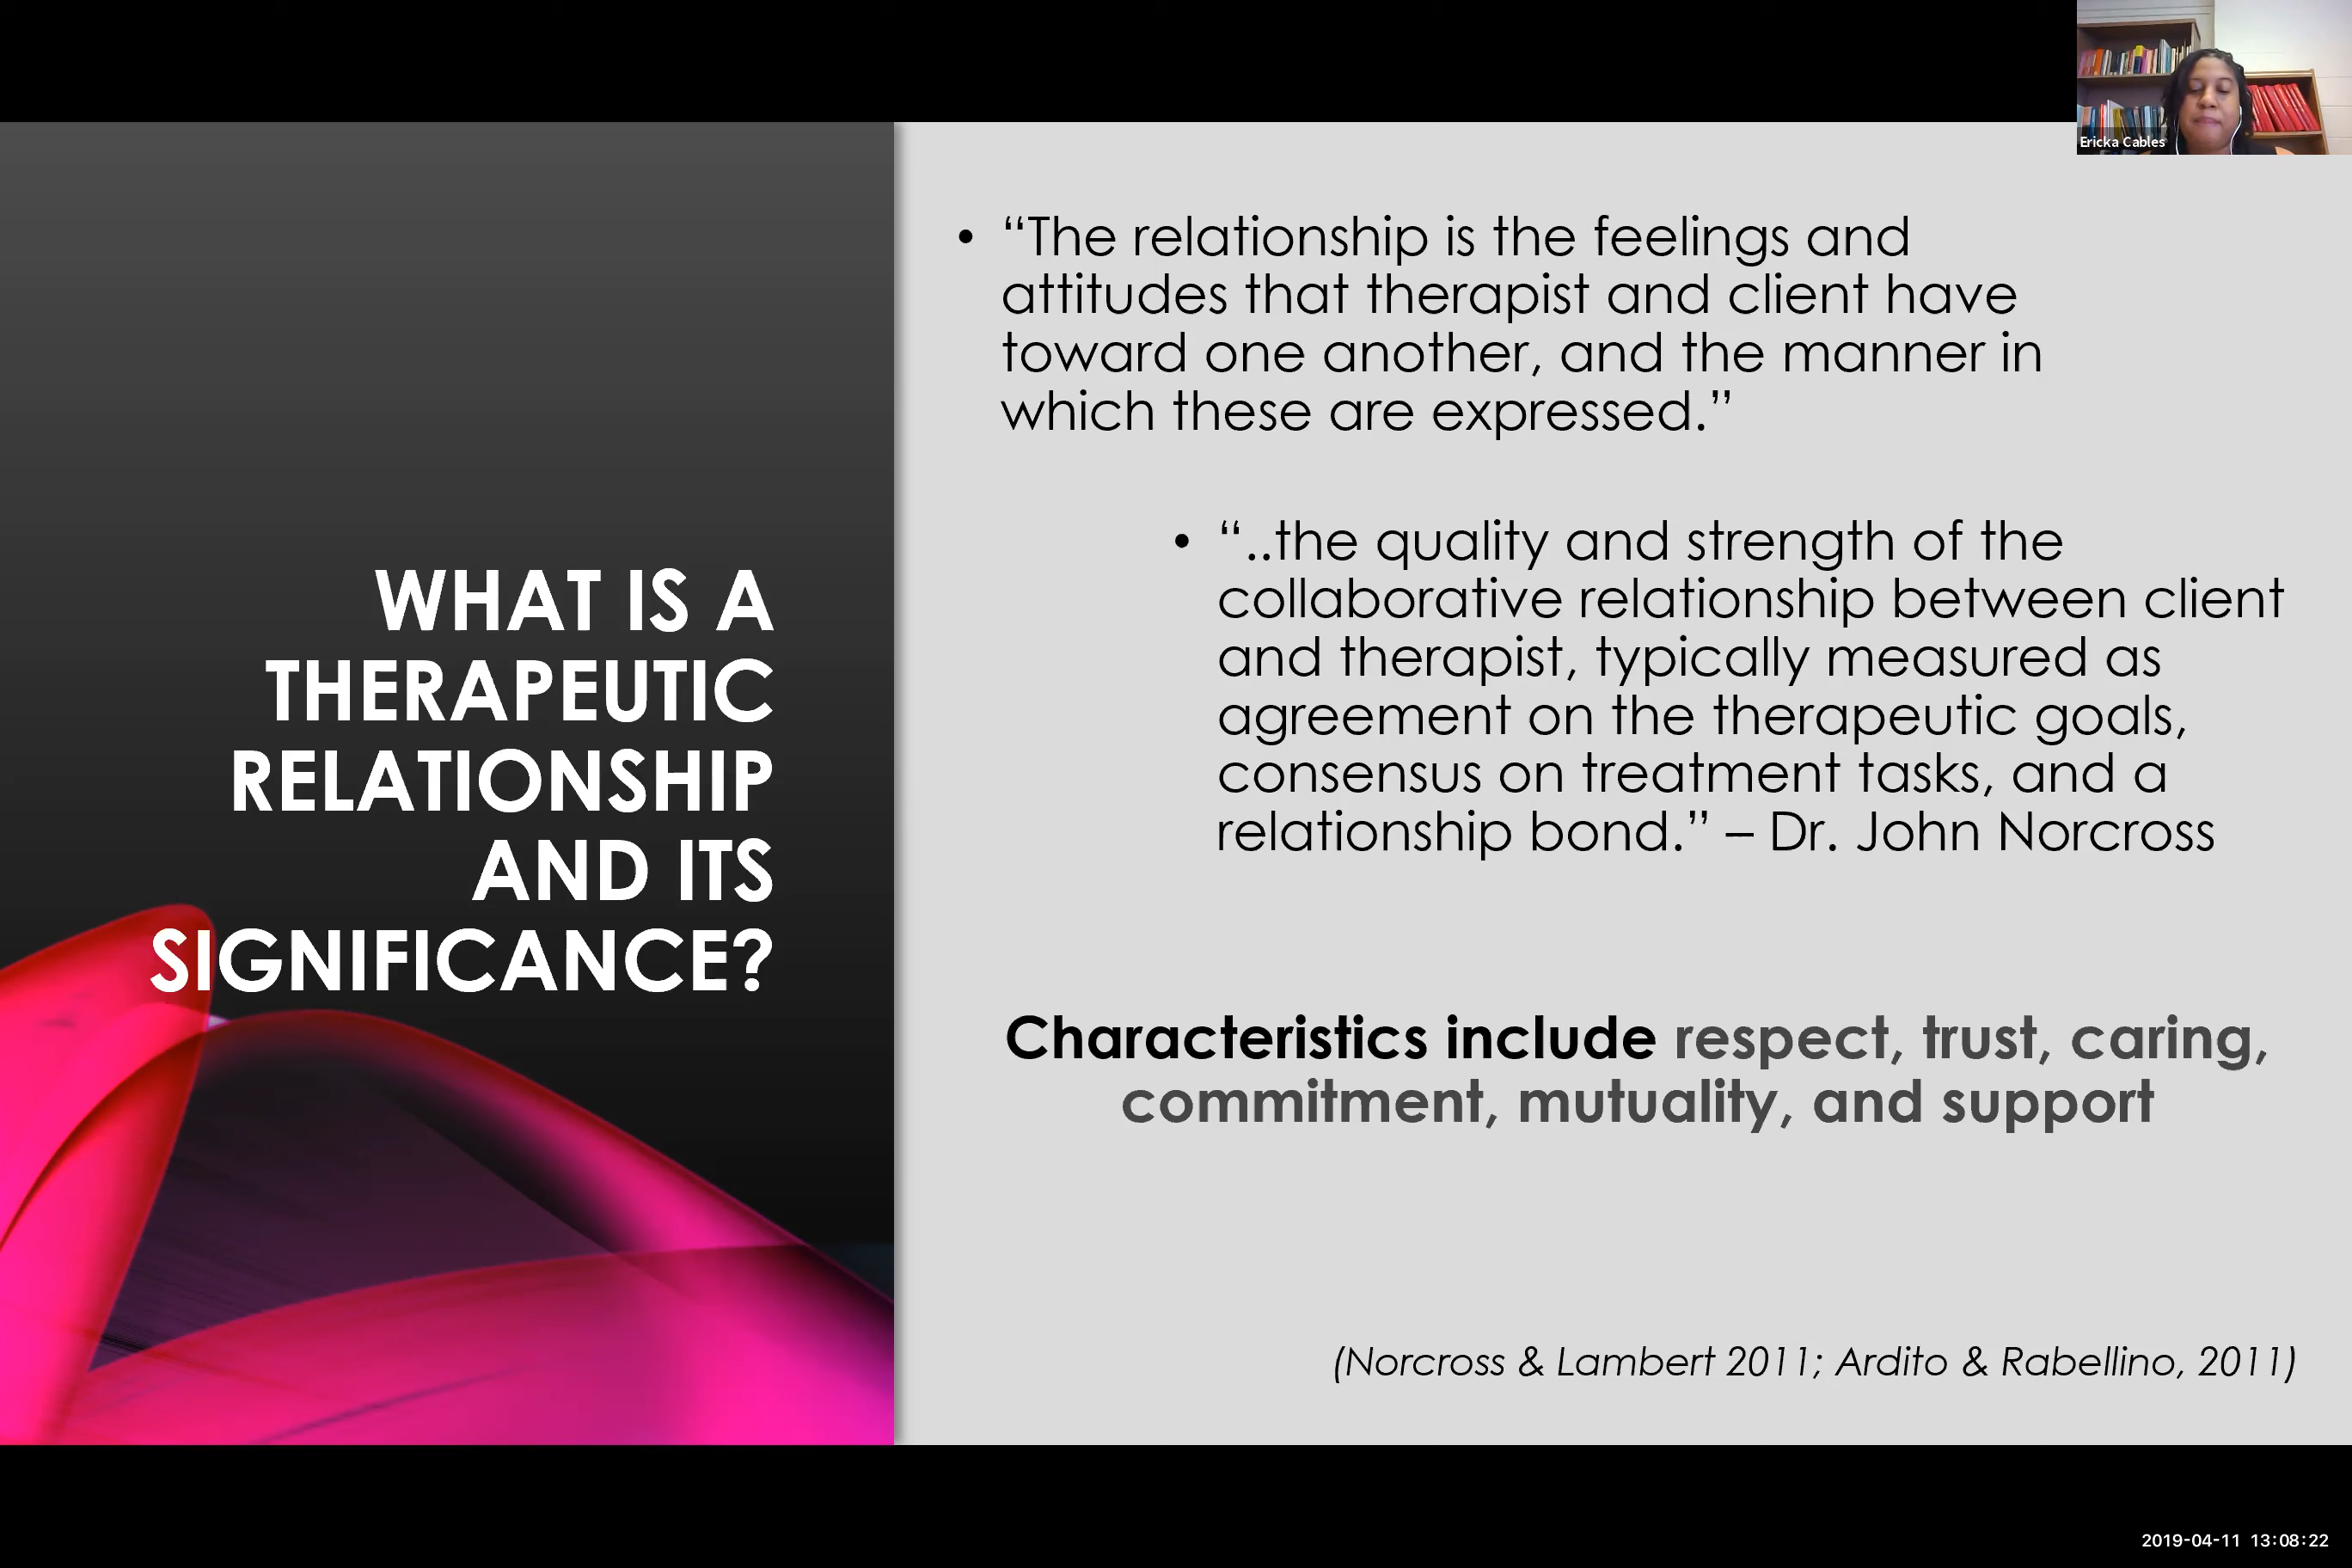 WHAT IS A
THERAPEUTIC
RELATIONSHIP
AND ITS
SIGNIFICANCE?
• “The relationship is the feelings and
attitudes that therapist and client have
toward one another, and the manner in
which these are expressed.”
• “..the quality and strength of the
collaborative relationship between client
and therapist, typically measured as
agreement on the therapeutic goals,
consensus on treatment tasks, and a
relationship bond.” – Dr. John Norcross
Characteristics include respect, trust, caring,
commitment, mutuality, and support
(Norcross & Lambert 2011; Ardito & Rabellino, 2011)
Ericka Cables
2019-04-11 13:08:22